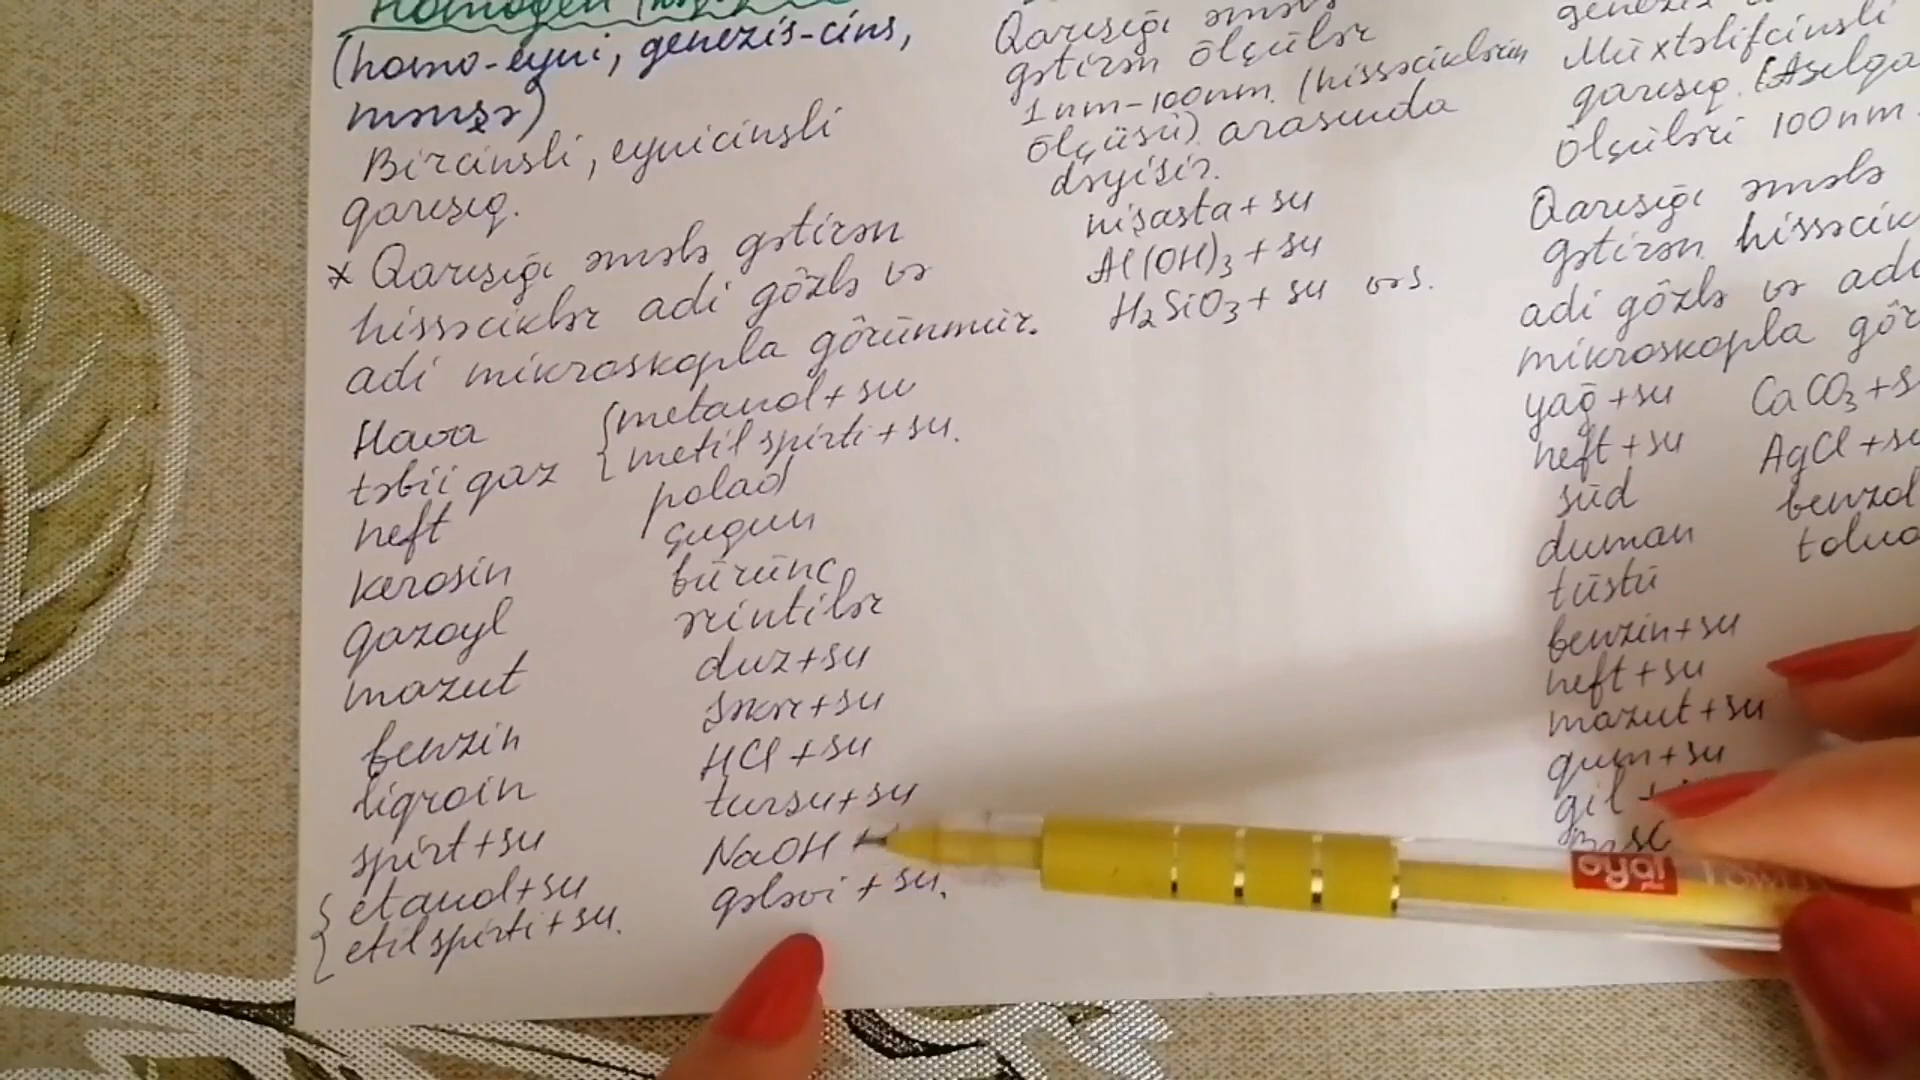 Homogen
(homo-eyni, genezis-cins,
mənşə)
Bircinsli, eynicinsli
qarışıq.
* Qarışığı əmələ gətirən
hissəciklər adi gözlə və
adi mikroskopla görünmür.
Hava
təbii qaz
neft
kerosin
qazoyl
mazut
benzin
liqroin
spirt+su
etanol+su
etil spirti+su.
metanol+su
metil spirti+su.
polad
çuqun
bürünc
ərintilər
duz+su
şəkər+su
HCl+su
turşu+su
NaOH +
qələvi+su.
Qarışığı əmələ
gətirən ölçülər
1nm-100nm. (hissəciklərin
ölçüsü) arasında
dəyişir.
nişasta+su
Al(OH)3+su
H2SiO3+su və s.
Müxtəlifcinsli
qarışıq.
ölçüləri 100nm
Qarışığı əmələ
gətirən
adi gözlə və
mikroskopla
yağ+su
neft+su
süd
duman
tüstü
benzin+su
neft+su
mazut+su
qum+su
gil +
CaCO3+
AgCl+su
benzol